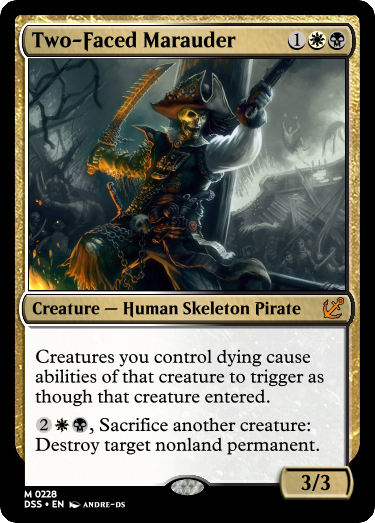 Two-Faced Marauder 1
Creature — Human Skeleton Pirate
Creatures you control dying cause
abilities of that creature to trigger as
though that creature entered.
2, Sacrifice another creature:
Destroy target nonland permanent.
3/3
M 0228
DSS • EN ANDRE-DS